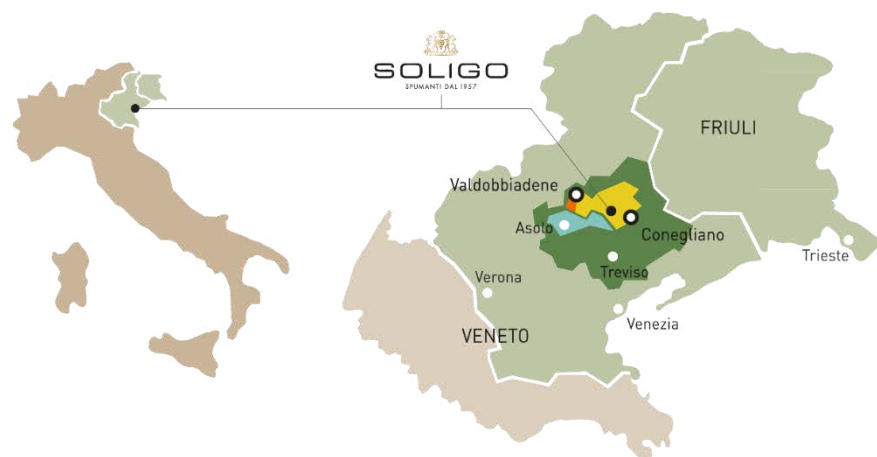 SOLIGO
SPUMANTI DAL 1957
FRIULI
Valdobbiadene
Asolo
Conegliano
Trieste
Treviso
Verona
Venezia
VENETO